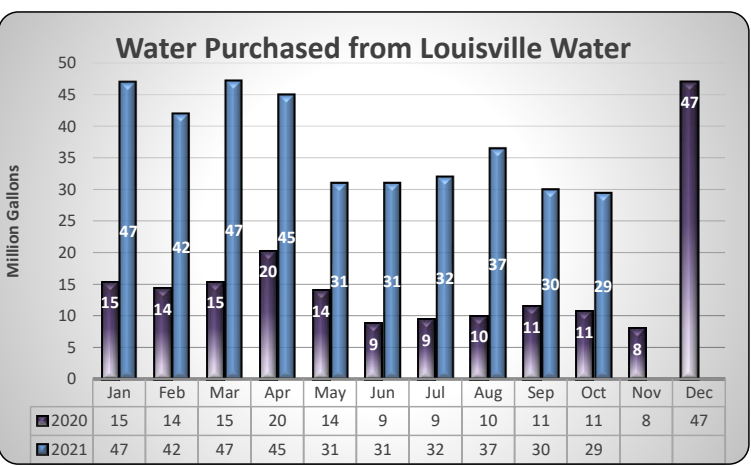 Water Purchased from Louisville Water
Million Gallons
50
45
40
35
30
25
20
15
10
5
0
15 14 15 20 14 9 9 10 11 11 8 47
47 42 47 45 31 31 32 37 30 29
Jan Feb Mar Apr May Jun Jul Aug Sep Oct Nov Dec
2020 15 14 15 20 14 9 9 10 11 11 8 47
2021 47 42 47 45 31 31 32 37 30 29